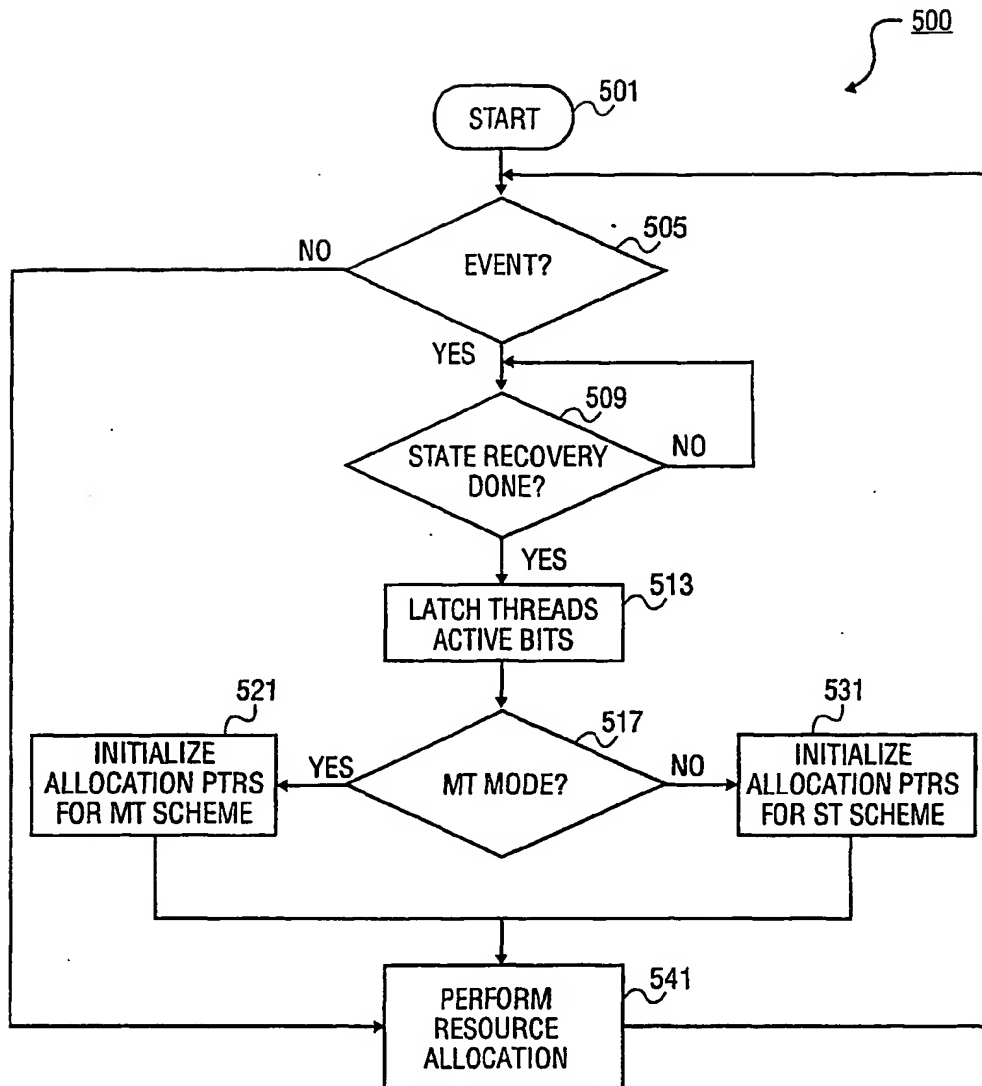 500
START
501
NO
EVENT?
505
YES
509
STATE RECOVERY
DONE?
NO
YES
LATCH THREADS
ACTIVE BITS
513
521
517
531
INITIALIZE
ALLOCATION PTRS
FOR MT SCHEME
YES
MT MODE?
NO
INITIALIZE
ALLOCATION PTRS
FOR ST SCHEME
PERFORM
RESOURCE
ALLOCATION
541